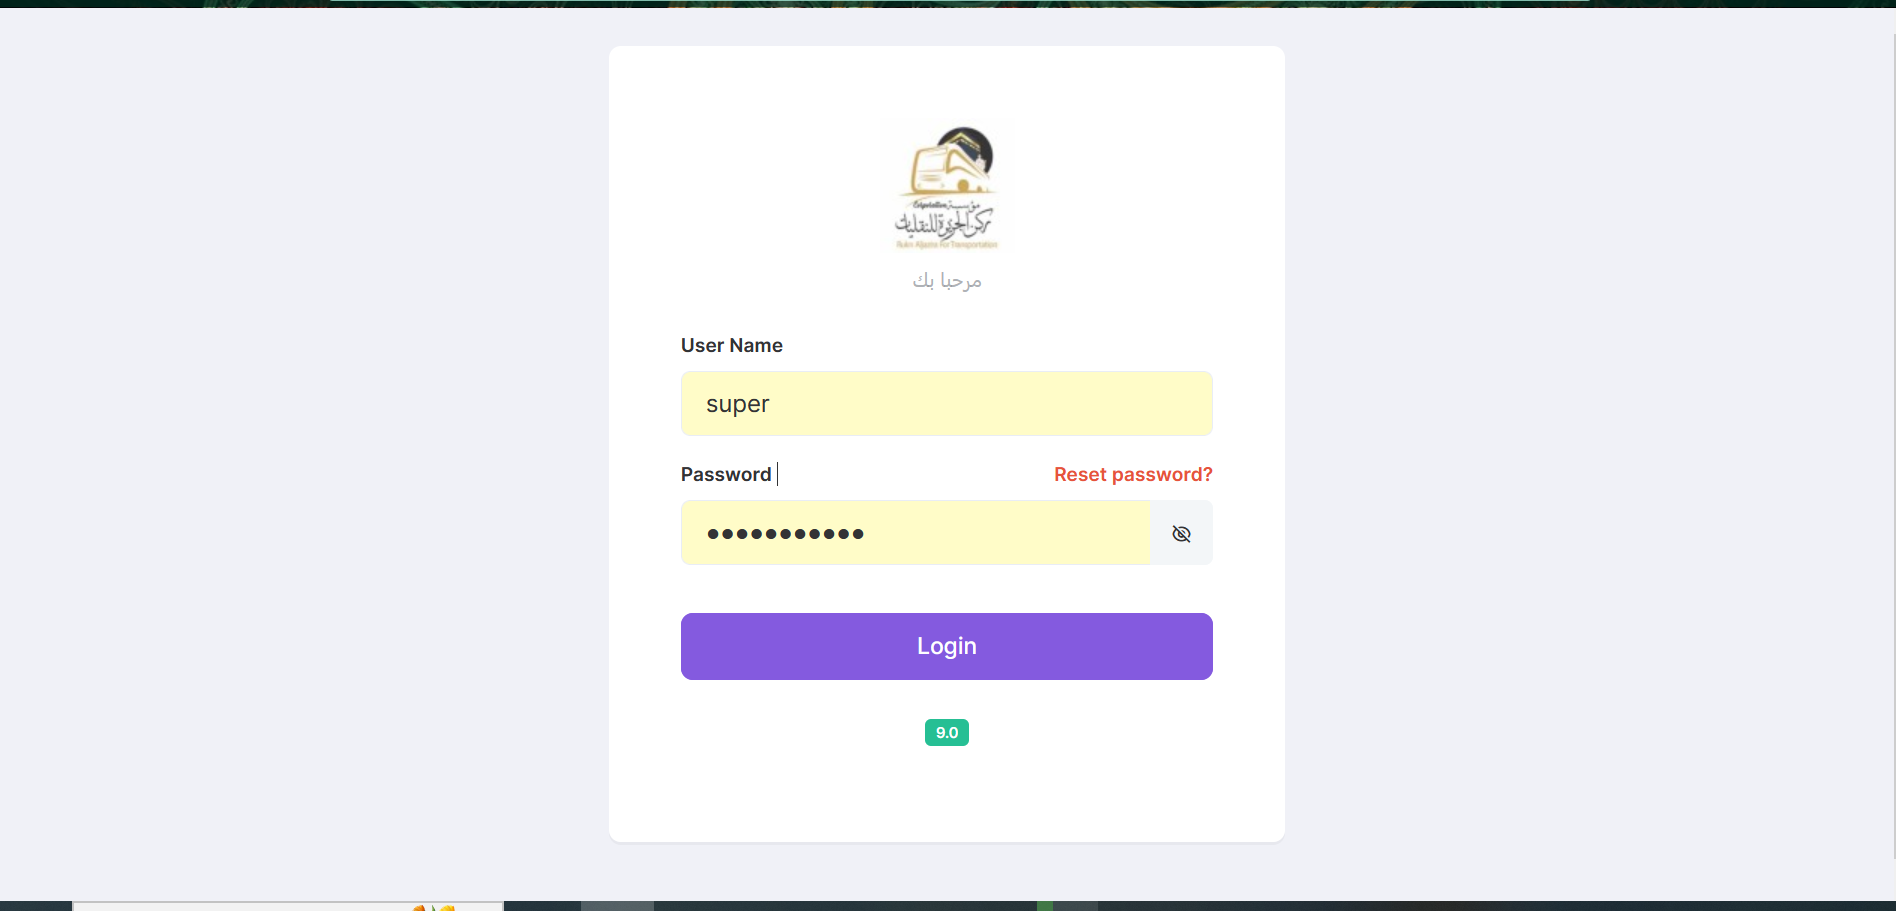 مؤسسة Corporation
ركن الجزيرة للنقليات
Rukn Aljazira For Transportation
مرحبا بك
User Name
super
Password
Reset password?
Login
9.0